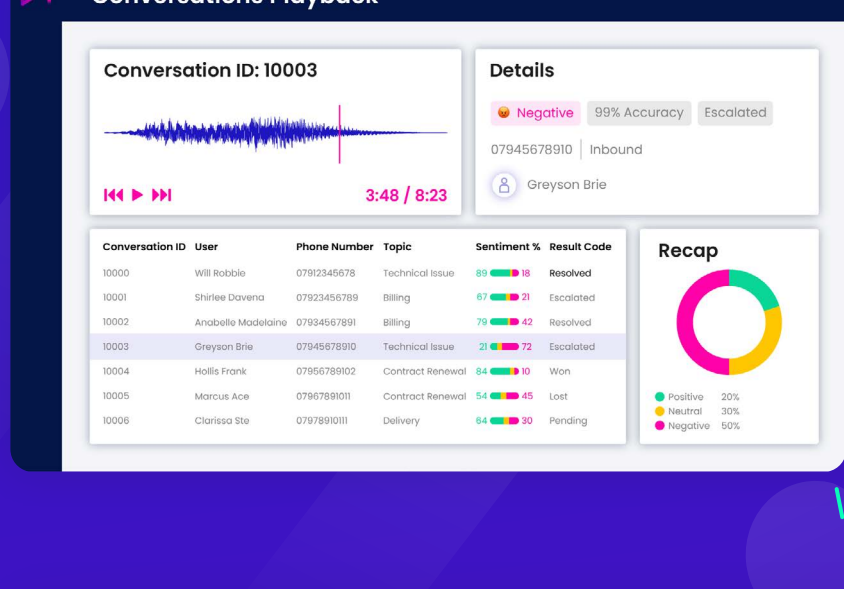 Conversations Playback
Conversation ID: 10003
3:48 / 8:23
Details
Negative 99% Accuracy Escalated
07945678910 Inbound
Greyson Brie
Conversation ID User Phone Number Topic Sentiment % Result Code
10000 Will Robbie 07912345678 Technical Issue 89 18 Resolved
10001 Shirlee Davena 07923456789 Billing 67 21 Escalated
10002 Anabelle Madelaine 07934567891 Billing 79 42 Resolved
10003 Greyson Brie 07945678910 Technical Issue 21 72 Escalated
10004 Hollis Frank 07956789102 Contract Renewal 84 10 Won
10005 Marcus Ace 07967891011 Contract Renewal 54 45 Lost
10006 Clarissa Ste 07978910111 Delivery 64 30 Pending
Recap
Positive 20%
Neutral 30%
Negative 50%